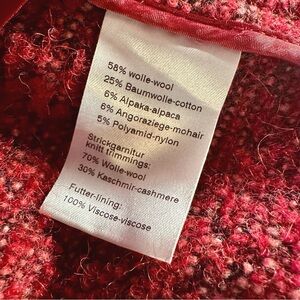 58% wolle-wool
25% Baumwolle-cotton
6% Alpaka-alpaca
6% Angoraziege-mohair
5% Polyamid-nylon
Strickgarnitur
knitt trimmings:
70% Wolle-wool
30% Kaschmir-cashmere
Futter-lining:
100% Viscose-viscose